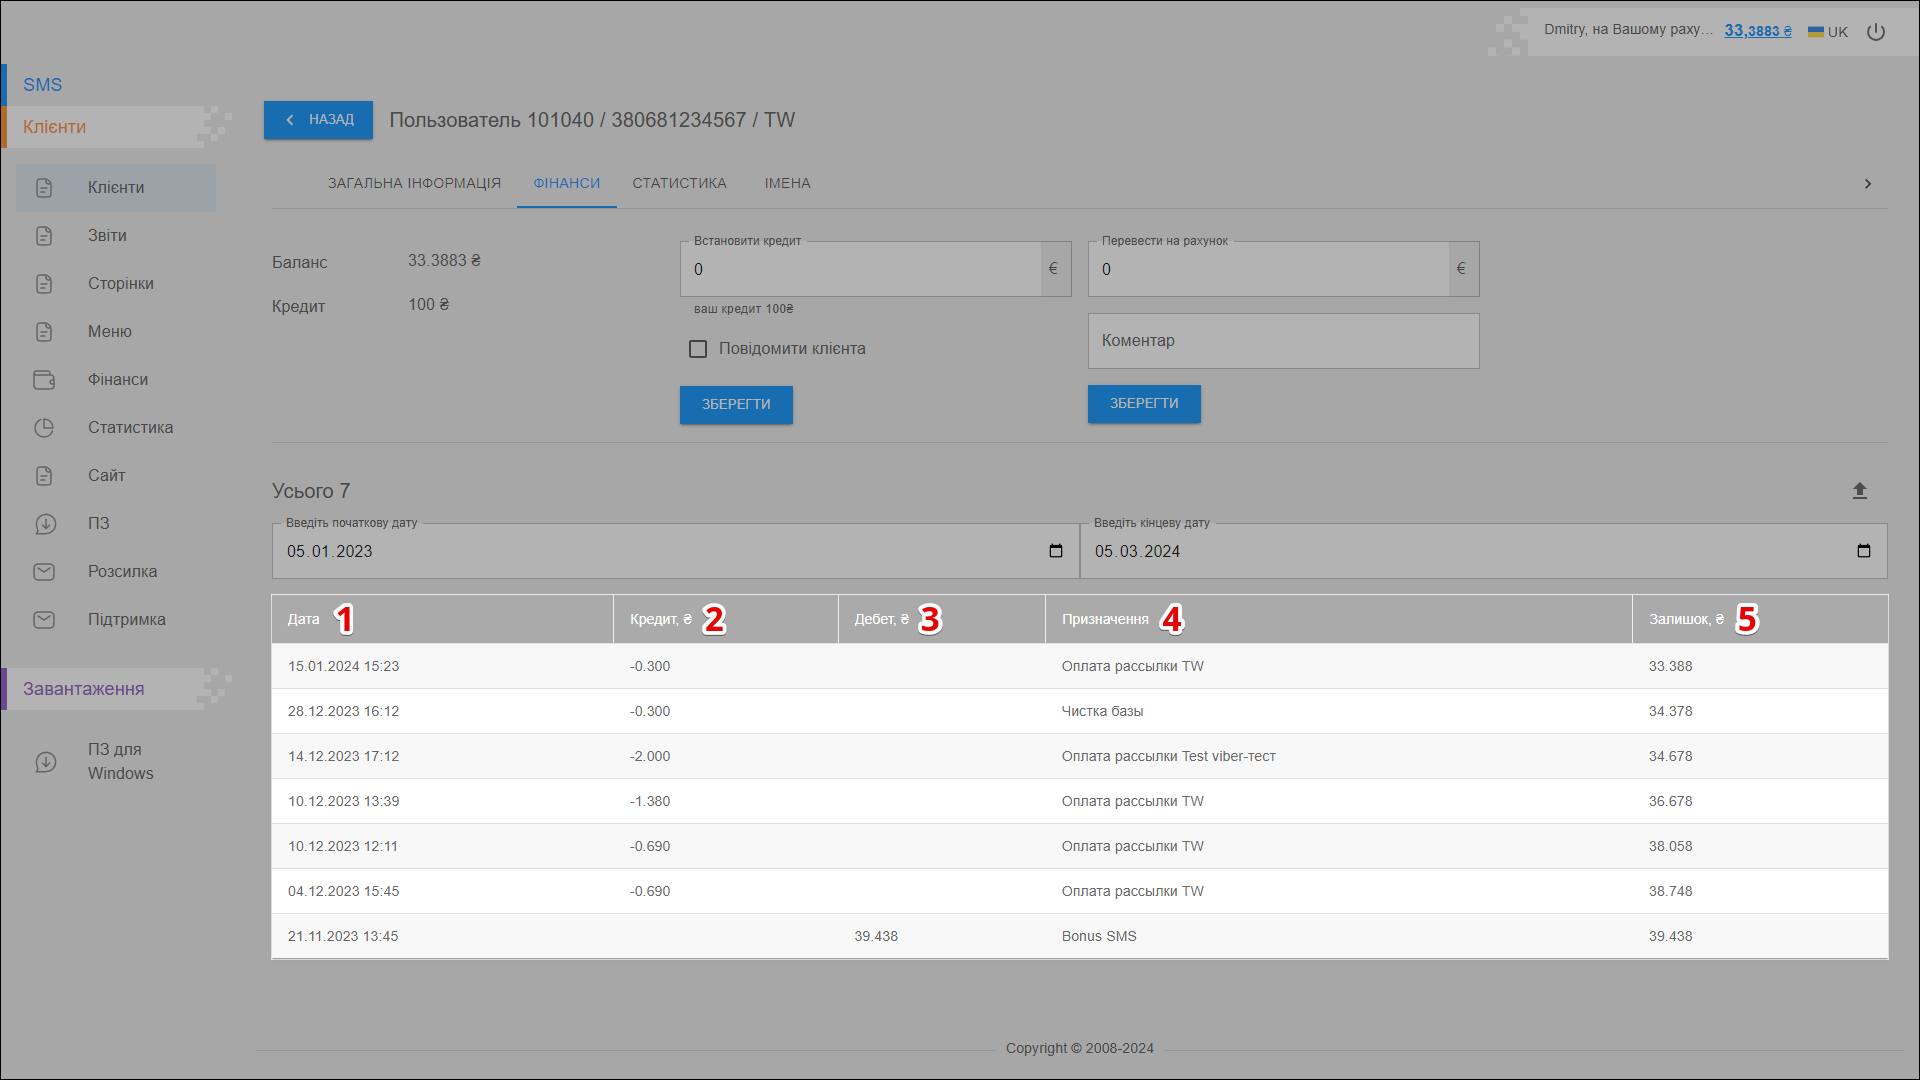 Dmitry, на Вашому раху... 33,3883 ₴ UK
SMS
Клієнти
Клієнти
Звіти
Сторінки
Меню
Фінанси
Статистика
Сайт
ПЗ
Розсилка
Підтримка
Завантаження
ПЗ для
Windows
НАЗАД Пользователь 101040 / 380681234567 / TW
ЗАГАЛЬНА ІНФОРМАЦІЯ ФІНАНСИ СТАТИСТИКА ІМЕНА
Баланс 33.3883 ₴
Кредит 100 ₴
Встановити кредит
0 €
ваш кредит 100₴
Повідомити клієнта
ЗБЕРЕГТИ
Перевести на рахунок
0 €
Коментар
ЗБЕРЕГТИ
Усього 7
Введіть початкову дату
05.01.2023
Введіть кінцеву дату
05.03.2024
Дата 1 Кредит, ₴ 2 Дебет, ₴ 3 Призначення 4 Залишок, ₴ 5
15.01.2024 15:23 -0.300 Оплата рассылки TW 33.388
28.12.2023 16:12 -0.300 Чистка базы 34.378
14.12.2023 17:12 -2.000 Оплата рассылки Test viber-тест 34.678
10.12.2023 13:39 -1.380 Оплата рассылки TW 36.678
10.12.2023 12:11 -0.690 Оплата рассылки TW 38.058
04.12.2023 15:45 -0.690 Оплата рассылки TW 38.748
21.11.2023 13:45 39.438 Bonus SMS 39.438
Copyright © 2008-2024